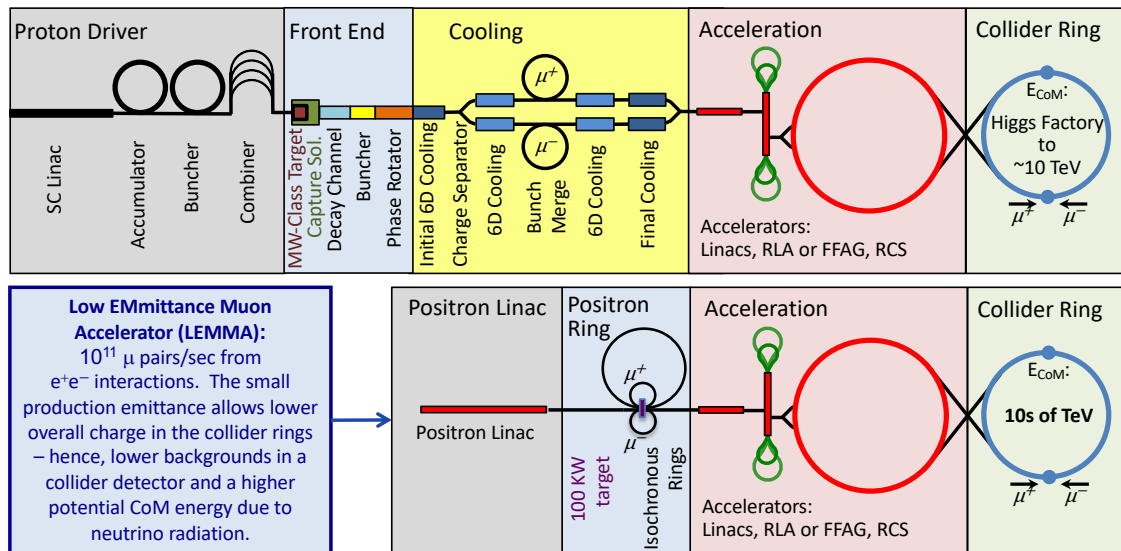 Proton Driver
Front End
Cooling
Acceleration
Collider Ring
SC Linac
Accumulator
Buncher
Combiner
MW-Class Target
Capture Sol.
Decay Channel
Buncher
Phase Rotator
Initial 6D Cooling
Charge Separator
6D Cooling
Bunch
Merge
6D Cooling
Final Cooling
μ+
μ−
Accelerators:
Linacs, RLA or FFAG, RCS
ECoM:
Higgs Factory
to
~10 TeV
μ+
μ−
Low EMmittance Muon
Accelerator (LEMMA):
10¹¹ μ pairs/sec from
e⁺e⁻ interactions. The small
production emittance allows lower
overall charge in the collider rings
– hence, lower backgrounds in a
collider detector and a higher
potential CoM energy due to
neutrino radiation.
Positron Linac
Positron
Ring
Acceleration
Collider Ring
Positron Linac
μ+
μ−
100 KW
target
Isochronous
Rings
Accelerators:
Linacs, RLA or FFAG, RCS
ECoM:
10s of TeV
μ+
μ−